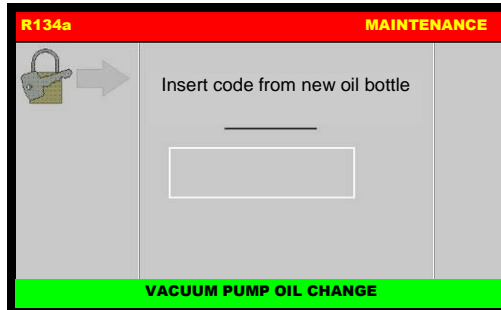 R134a MAINTENANCE
Insert code from new oil bottle
VACUUM PUMP OIL CHANGE